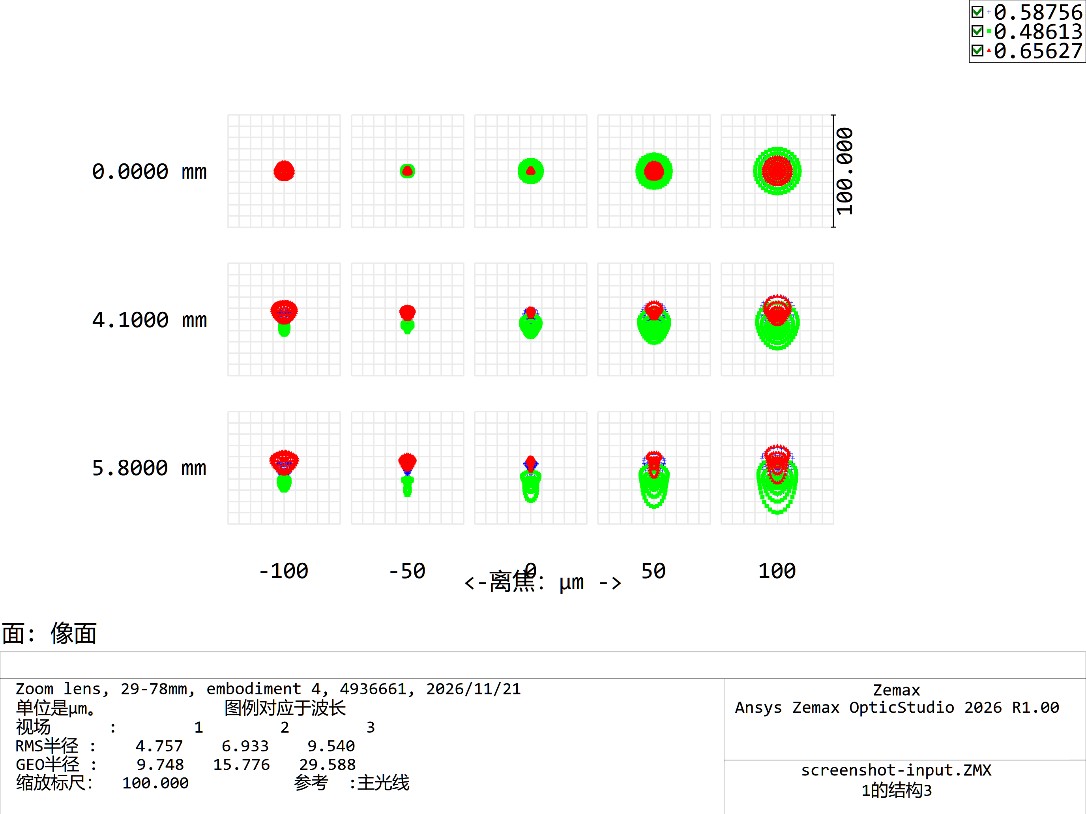 0.58756
0.48613
0.65627
0.0000 mm
100.000
4.1000 mm
5.8000 mm
-100 -50 0 50 100
<-离焦: µm ->
面: 像面
Zoom lens, 29-78mm, embodiment 4, 4936661, 2026/11/21
单位是µm。 图例对应于波长
视场 : 1 2 3
RMS半径 : 4.757 6.933 9.540
GEO半径 : 9.748 15.776 29.588
缩放标尺: 100.000 参考 :主光线
Zemax
Ansys Zemax OpticStudio 2026 R1.00
screenshot-input.ZMX
1的结构3